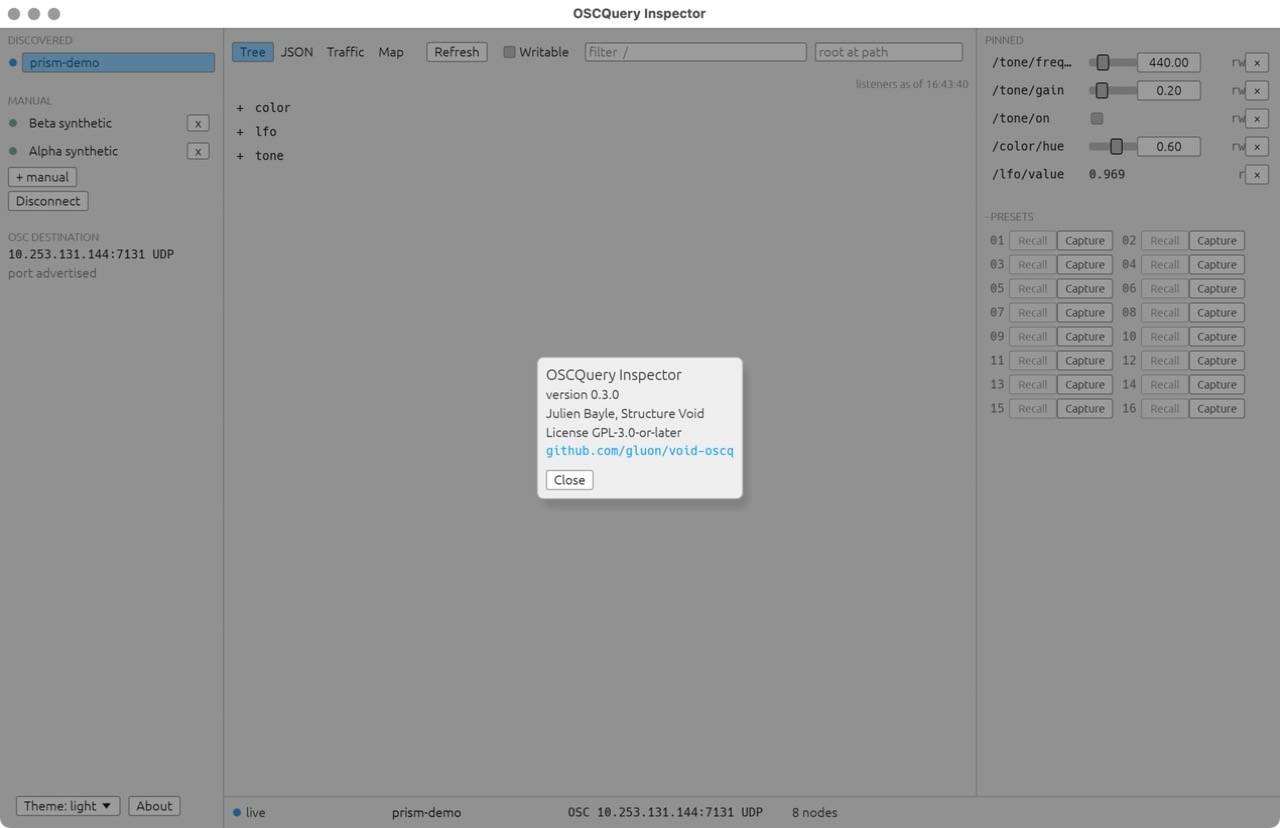 OSCQuery Inspector
DISCOVERED
prism-demo
MANUAL
Beta synthetic x
Alpha synthetic x
+ manual
Disconnect
OSC DESTINATION
10.253.131.144:7131 UDP
port advertised
Theme: light About
Tree JSON Traffic Map Refresh Writable filter / root at path
listeners as of 16:43:40
+ color
+ lfo
+ tone
OSCQuery Inspector
version 0.3.0
Julien Bayle, Structure Void
License GPL-3.0-or-later
github.com/gluon/void-oscq
Close
PINNED
/tone/freq… 440.00 rw x
/tone/gain 0.20 rw x
/tone/on rw x
/color/hue 0.60 rw x
/lfo/value 0.969 r x
- PRESETS
01 Recall Capture 02 Recall Capture
03 Recall Capture 04 Recall Capture
05 Recall Capture 06 Recall Capture
07 Recall Capture 08 Recall Capture
09 Recall Capture 10 Recall Capture
11 Recall Capture 12 Recall Capture
13 Recall Capture 14 Recall Capture
15 Recall Capture 16 Recall Capture
live prism-demo OSC 10.253.131.144:7131 UDP 8 nodes